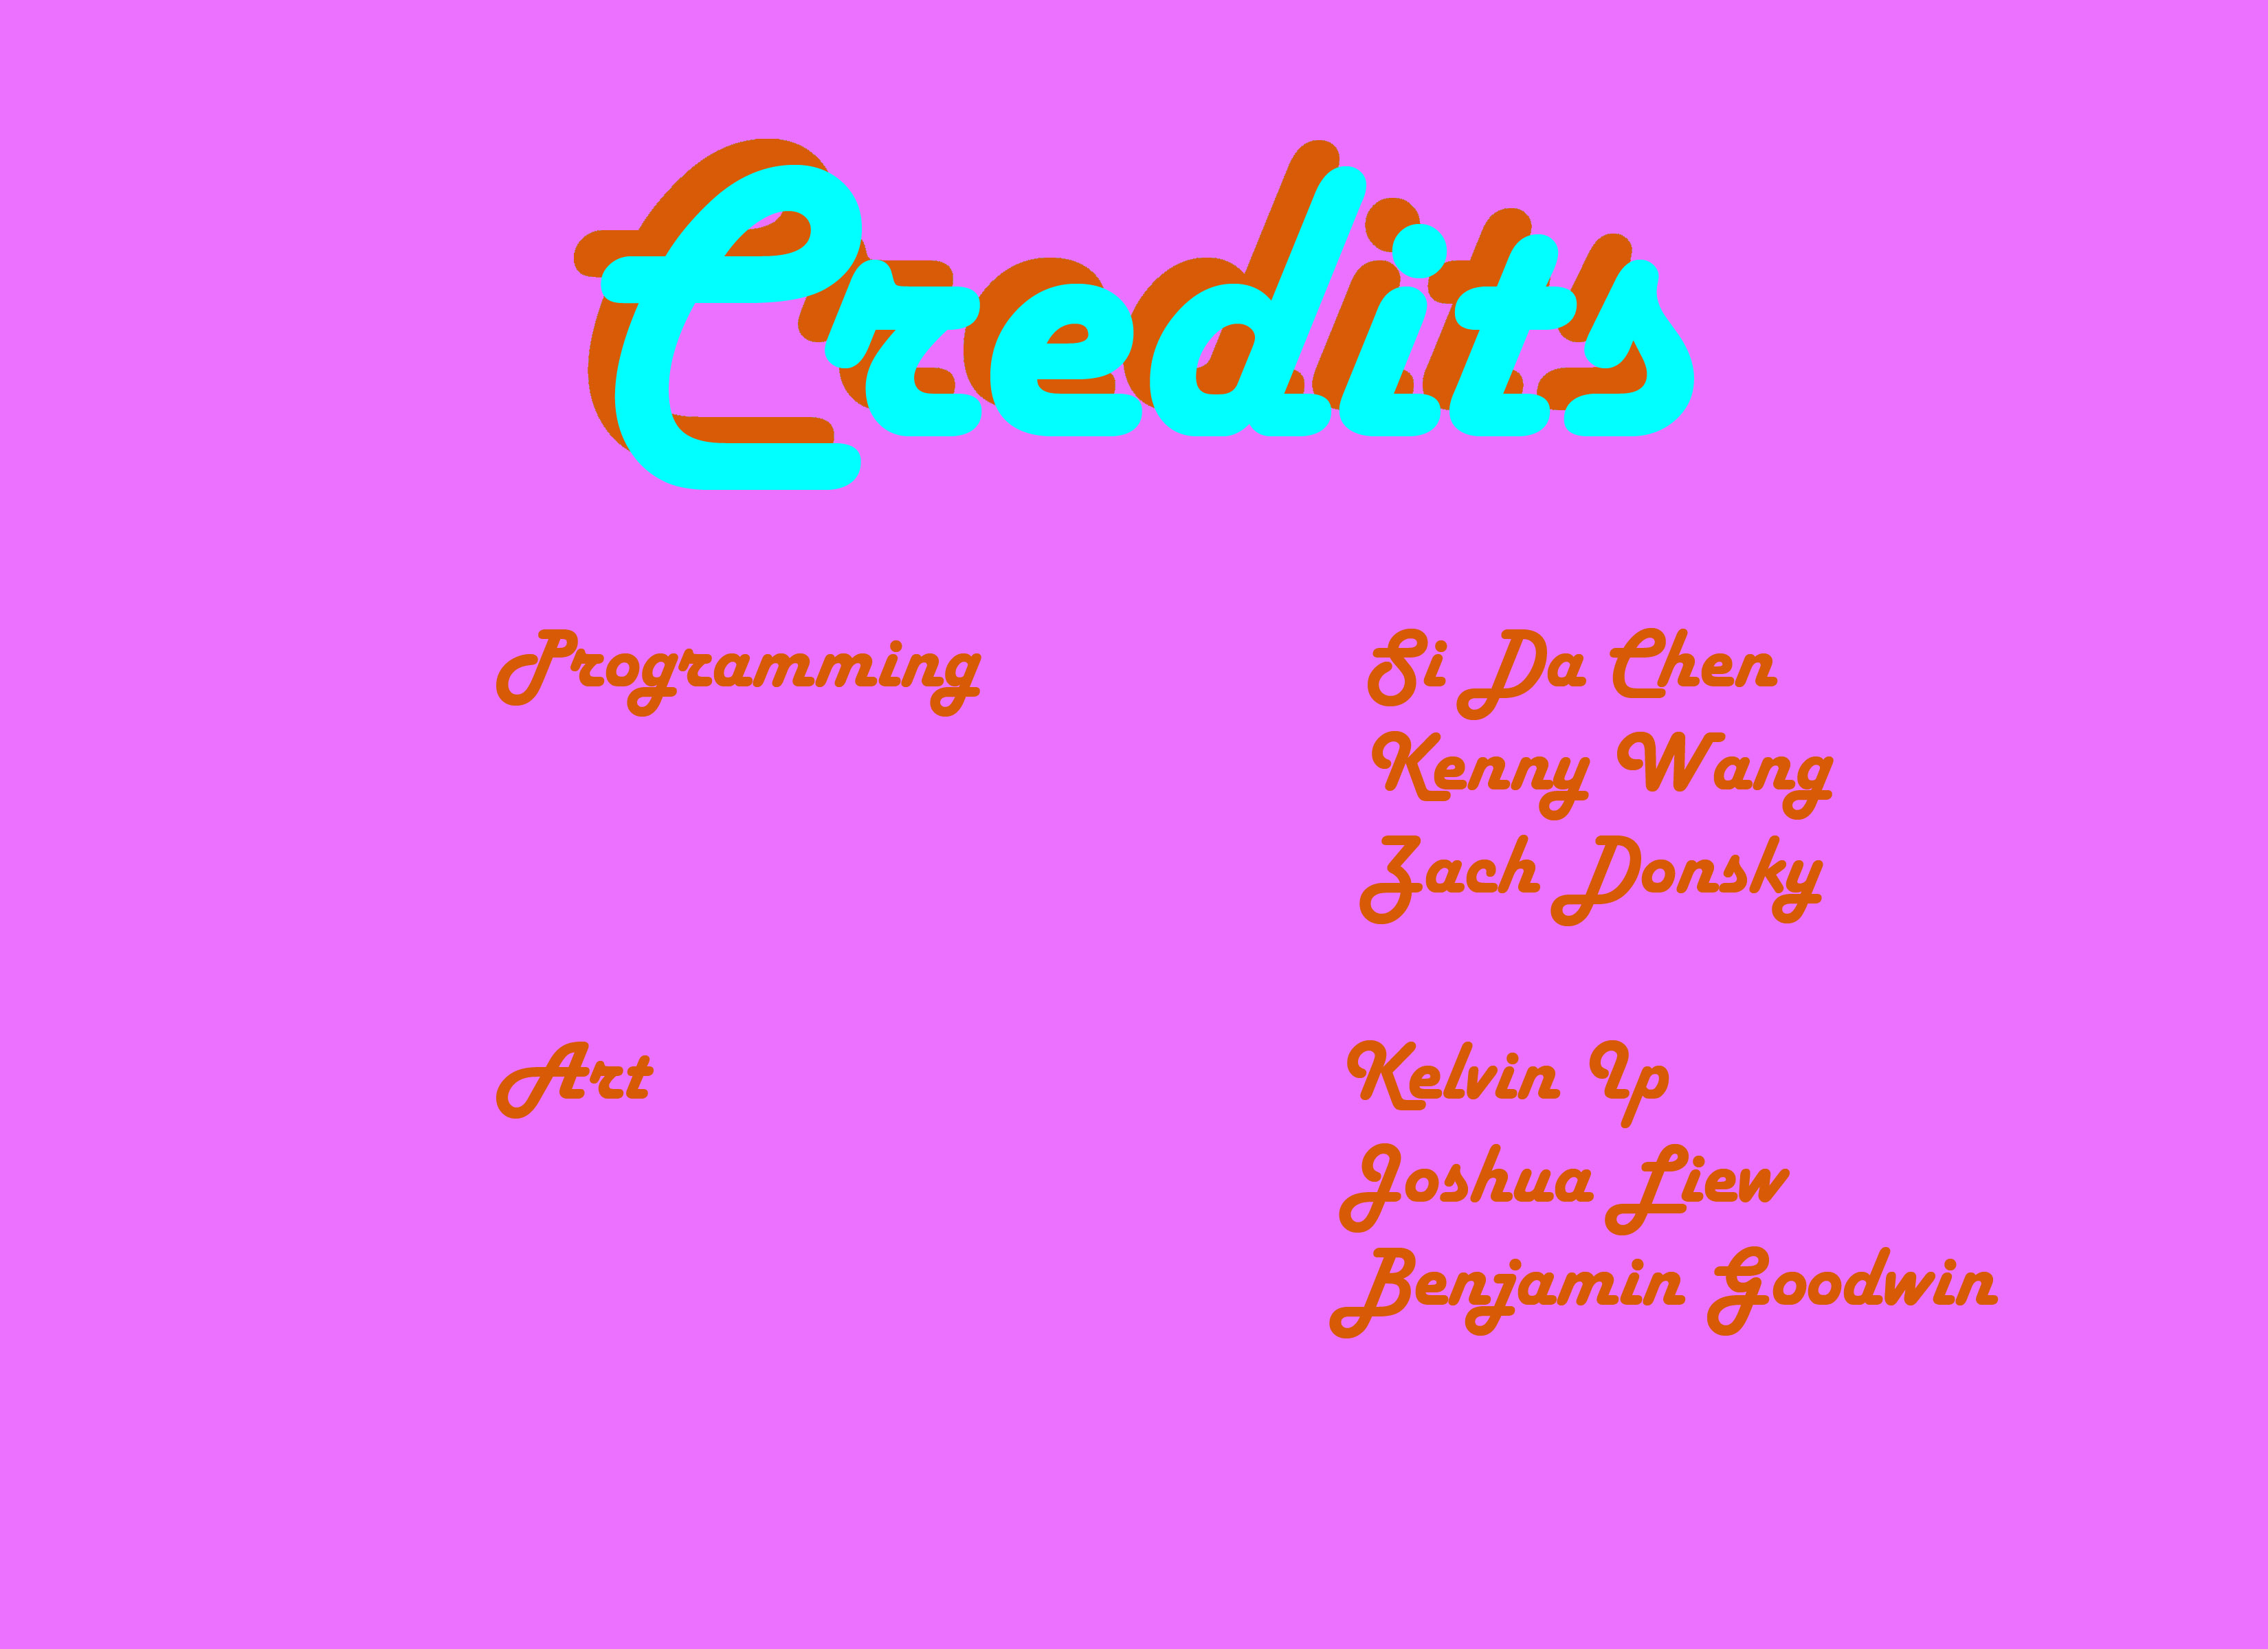 Credits
Programming Si Da Chen
Kenny Wang
Zach Donsky
Art Kelvin Ip
Joshua Liew
Benjamin Goodwin